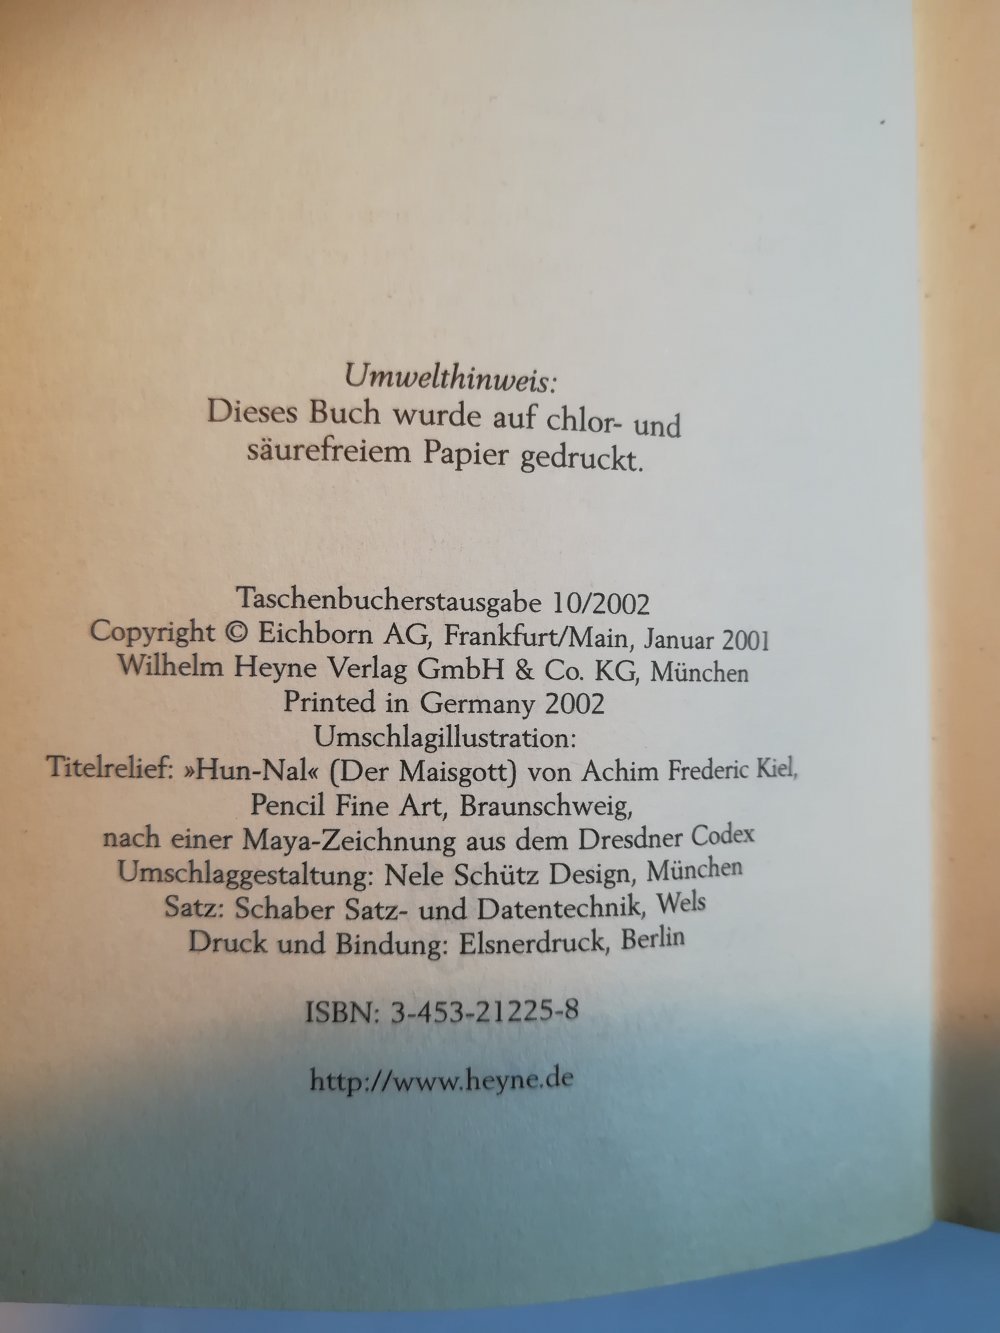 Umwelthinweis:
Dieses Buch wurde auf chlor- und
säurefreiem Papier gedruckt.
Taschenbucherstausgabe 10/2002
Copyright © Eichborn AG, Frankfurt/Main, Januar 2001
Wilhelm Heyne Verlag GmbH & Co. KG, München
Printed in Germany 2002
Umschlagillustration:
Titelrelief: »Hun-Nal« (Der Maisgott) von Achim Frederic Kiel,
Pencil Fine Art, Braunschweig,
nach einer Maya-Zeichnung aus dem Dresdner Codex
Umschlaggestaltung: Nele Schütz Design, München
Satz: Schaber Satz- und Datentechnik, Wels
Druck und Bindung: Elsnerdruck, Berlin
ISBN: 3-453-21225-8
http://www.heyne.de